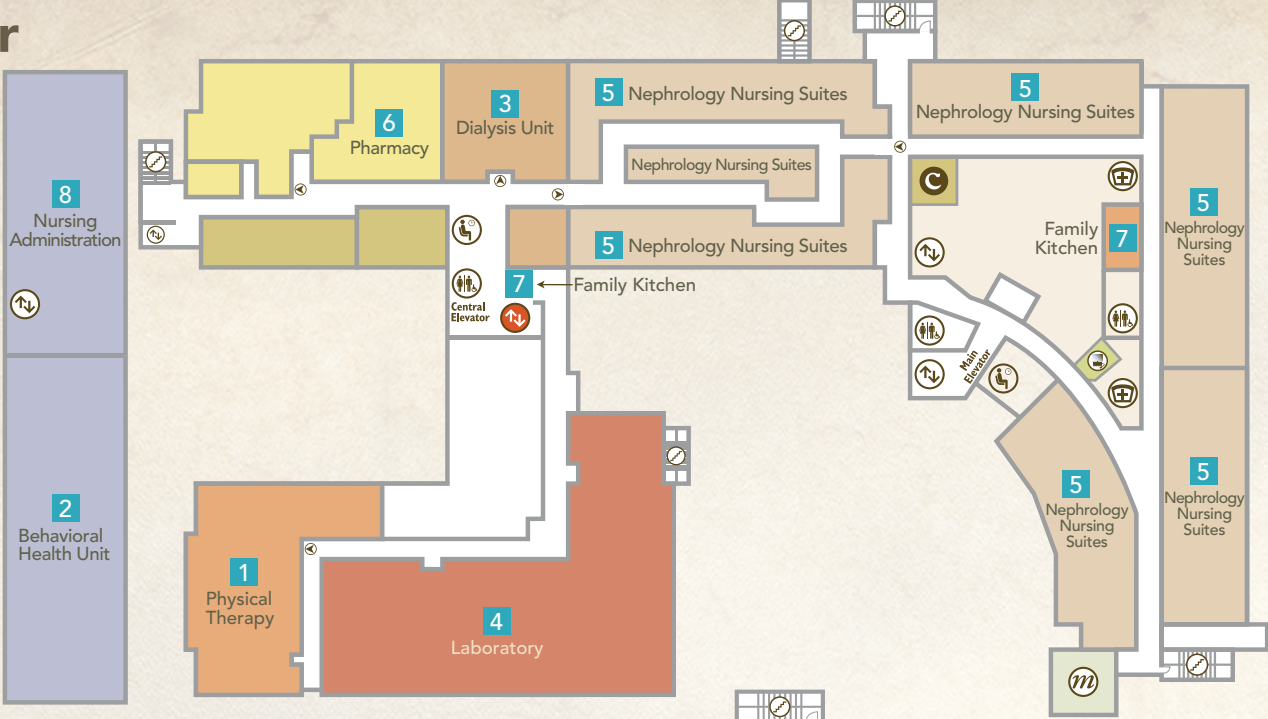 r
5 Nephrology Nursing Suites
5
Nephrology Nursing Suites
3
Dialysis Unit
6
Pharmacy
Nephrology Nursing Suites
C
8
Nursing
Administration
5
Nephrology
Nursing
Suites
Family
Kitchen
7
5 Nephrology Nursing Suites
7
Family Kitchen
Central
Elevator
Main
Elevator
2
Behavioral
Health Unit
5
Nephrology
Nursing
Suites
5
Nephrology
Nursing
Suites
1
Physical
Therapy
4
Laboratory
m